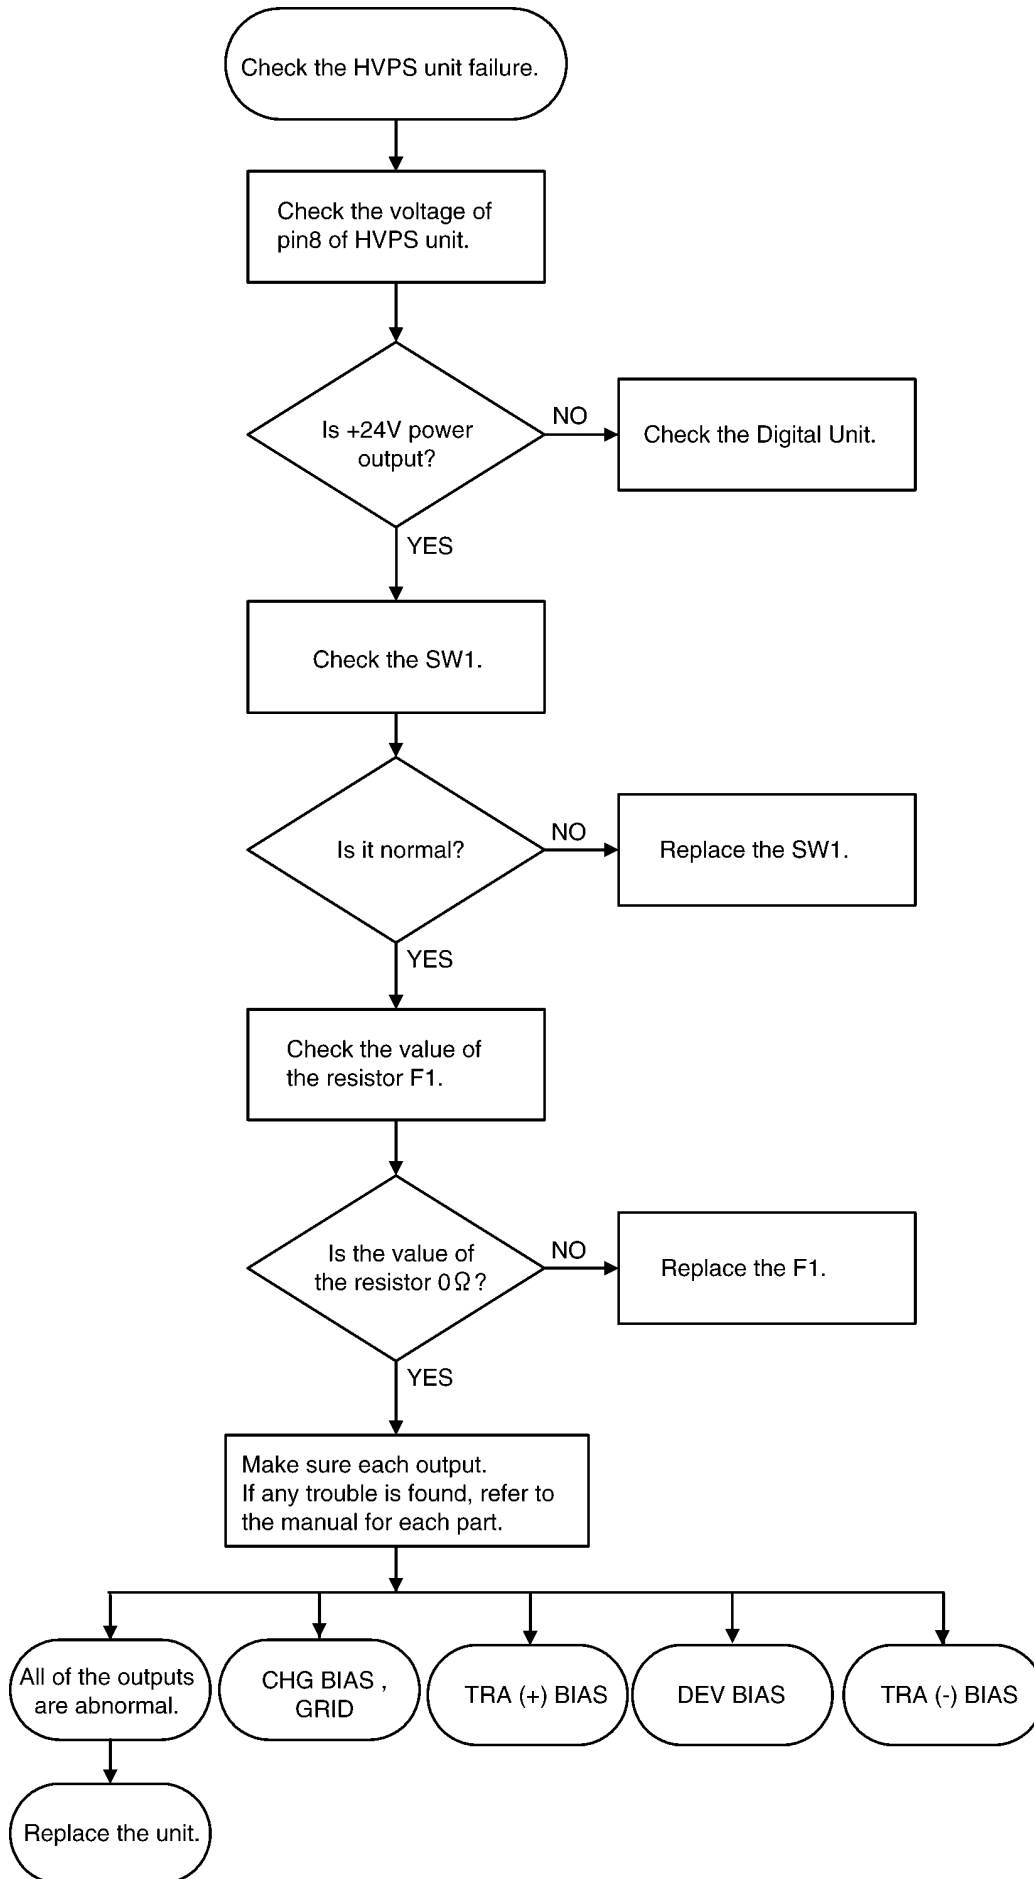 Check the HVPS unit failure.
Check the voltage of
pin8 of HVPS unit.
Is +24V power
output?
NO
Check the Digital Unit.
YES
Check the SW1.
Is it normal?
NO
Replace the SW1.
YES
Check the value of
the resistor F1.
Is the value of
the resistor 0Ω?
NO
Replace the F1.
YES
Make sure each output.
If any trouble is found, refer to
the manual for each part.
All of the outputs
are abnormal.
CHG BIAS ,
GRID
TRA (+) BIAS
DEV BIAS
TRA (-) BIAS
Replace the unit.